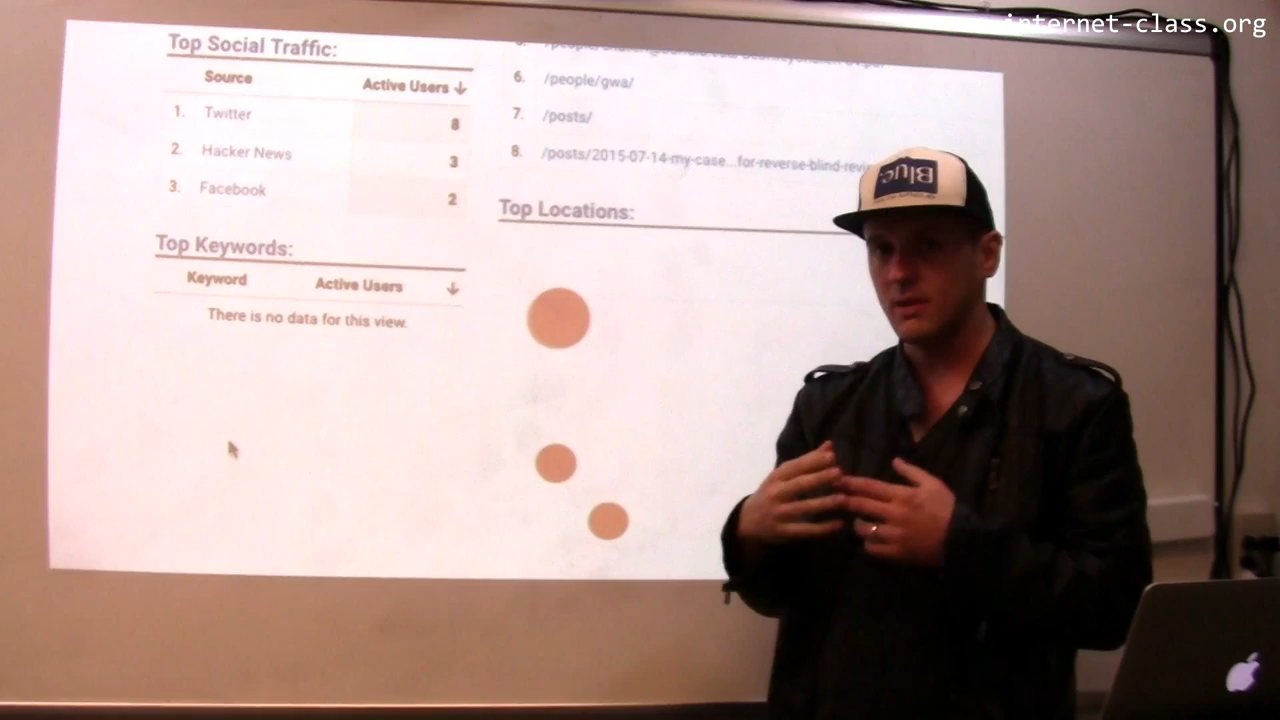 internet-class.org
Top Social Traffic:
Source Active Users ↓
1. Twitter 8
2. Hacker News 3
3. Facebook 2
Top Keywords:
Keyword Active Users ↓
There is no data for this view.
6. /people/gwa/
7. /posts/
8. /posts/2015-07-14-my-case...for-reverse-blind-revi
Top Locations:
Blue.